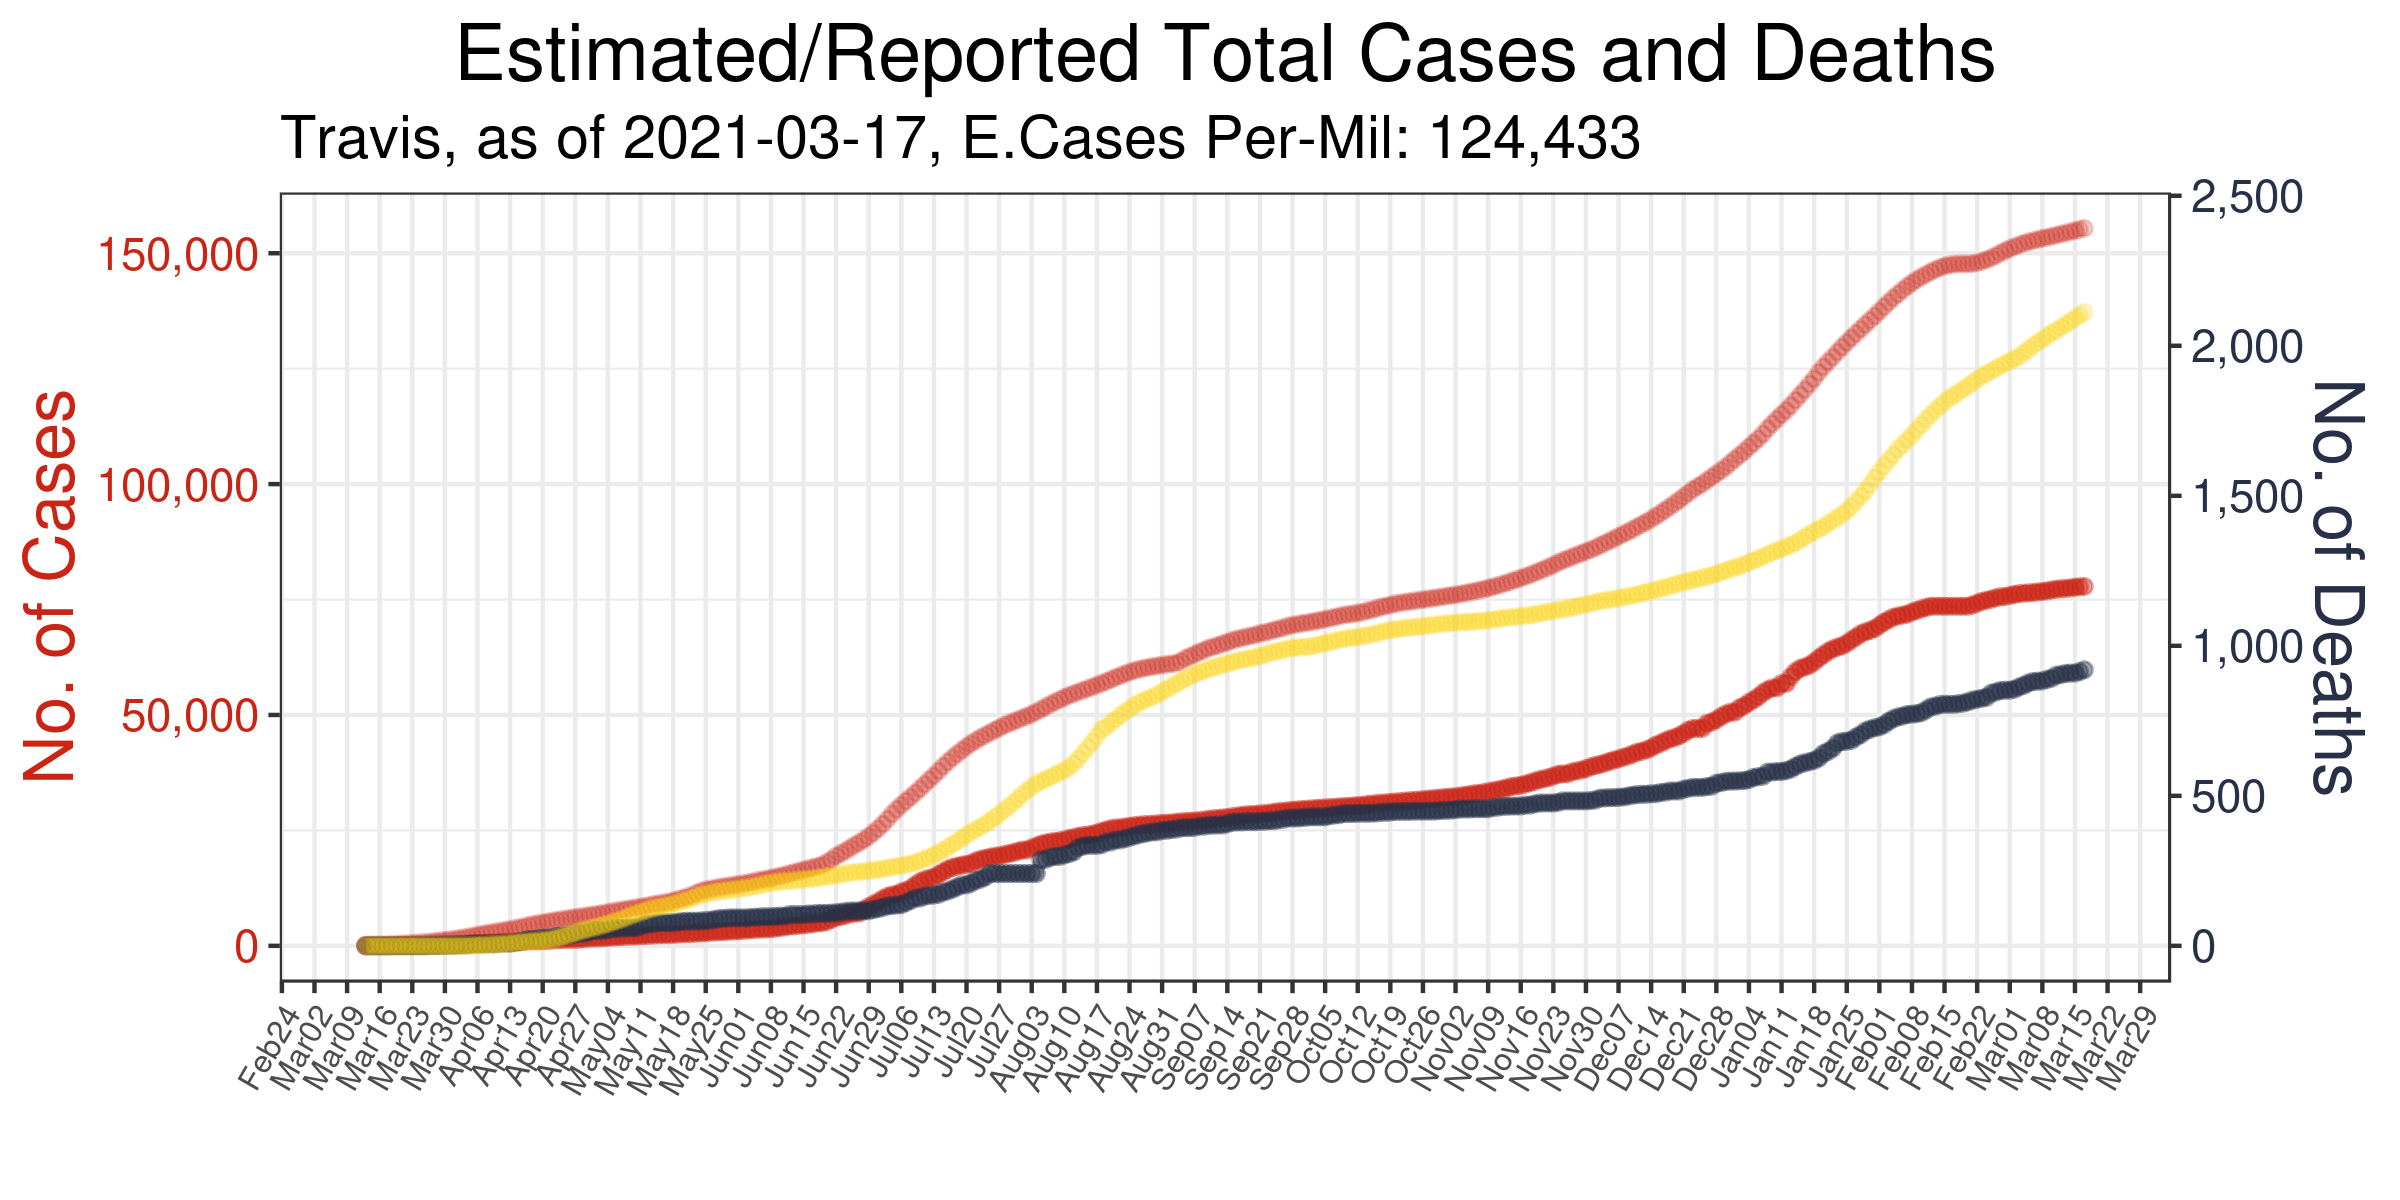 Estimated/Reported Total Cases and Deaths
Travis, as of 2021-03-17, E.Cases Per-Mil: 124,433
No. of Cases
150,000
100,000
50,000
0
2,500
2,000
1,500
1,000
500
0
No. of Deaths
Feb24
Mar02
Mar09
Mar16
Mar23
Mar30
Apr06
Apr13
Apr20
Apr27
May04
May11
May18
May25
Jun01
Jun08
Jun15
Jun22
Jun29
Jul06
Jul13
Jul20
Jul27
Aug03
Aug10
Aug17
Aug24
Aug31
Sep07
Sep14
Sep21
Sep28
Oct05
Oct12
Oct19
Oct26
Nov02
Nov09
Nov16
Nov23
Nov30
Dec07
Dec14
Dec21
Dec28
Jan04
Jan11
Jan18
Jan25
Feb01
Feb08
Feb15
Feb22
Mar01
Mar08
Mar15
Mar22
Mar29